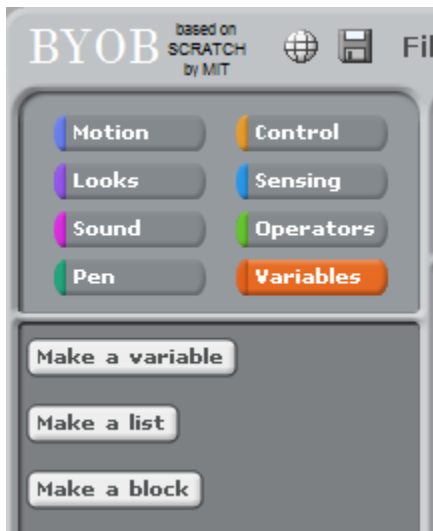 BYOB
based on
SCRATCH
by MIT
Fil
Motion
Control
Looks
Sensing
Sound
Operators
Pen
Variables
Make a variable
Make a list
Make a block